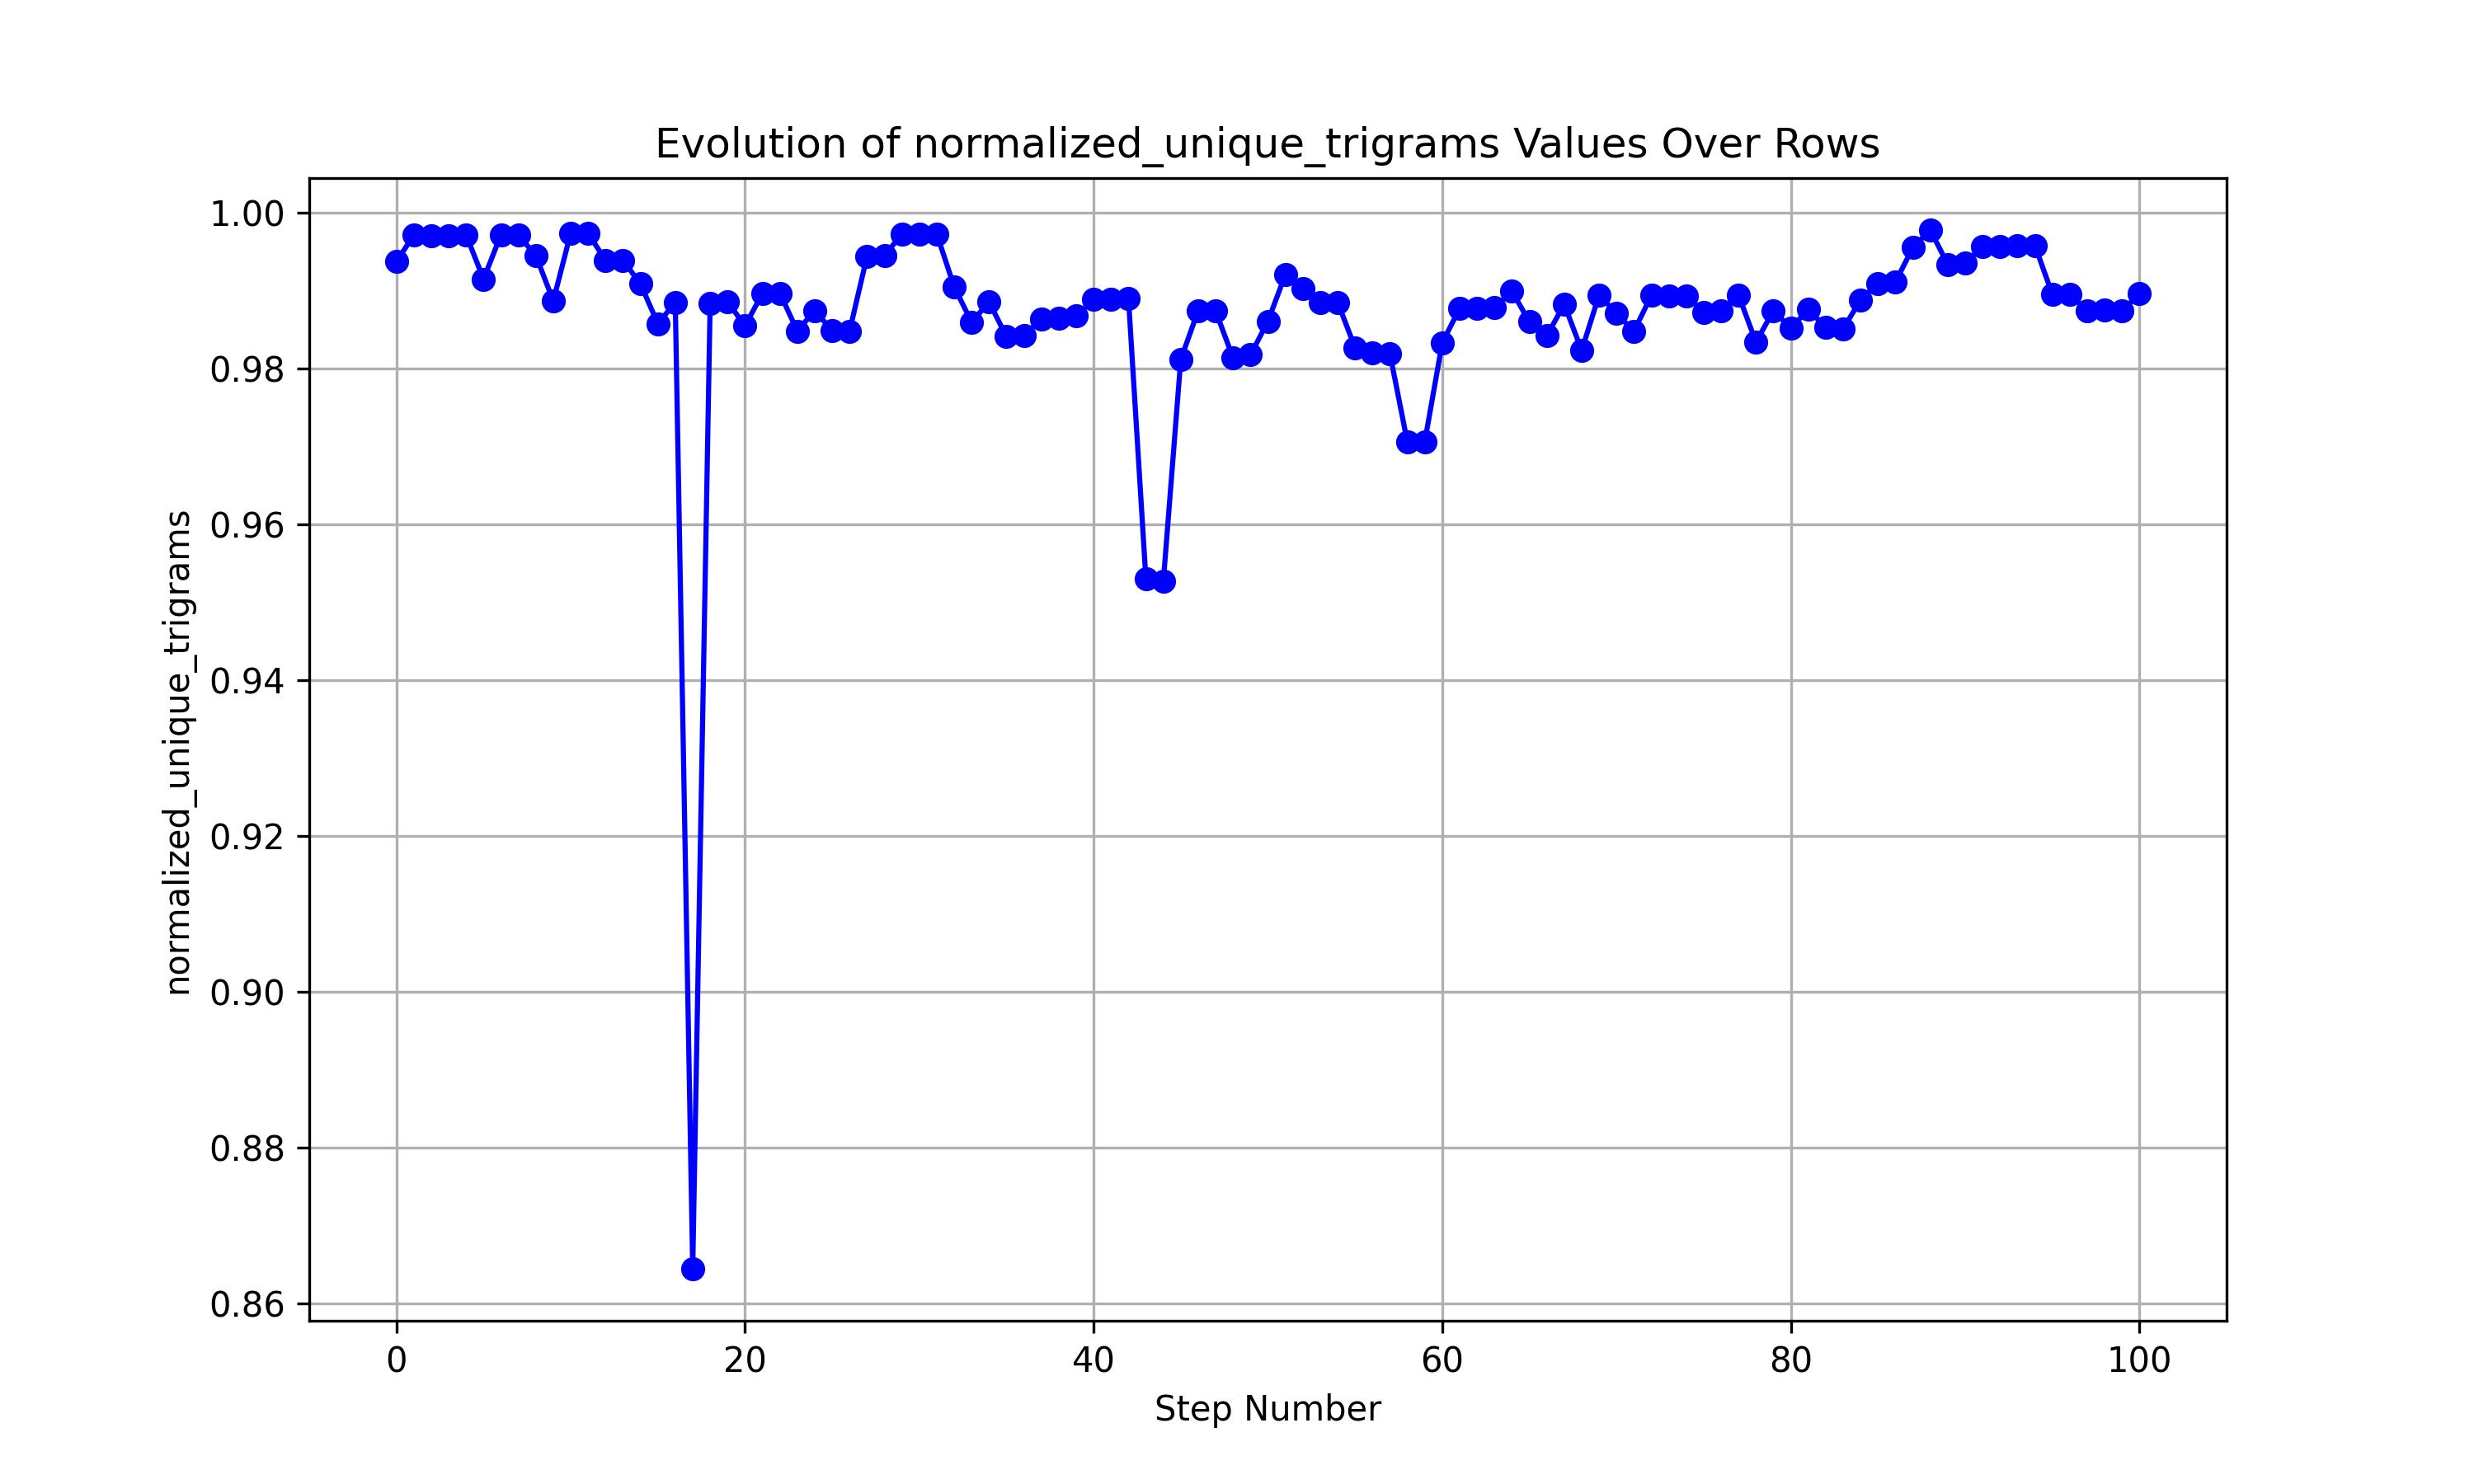 Evolution of normalized_unique_trigrams Values Over Rows
normalized_unique_trigrams
1.00
0.98
0.96
0.94
0.92
0.90
0.88
0.86
0 20 40 60 80 100
Step Number